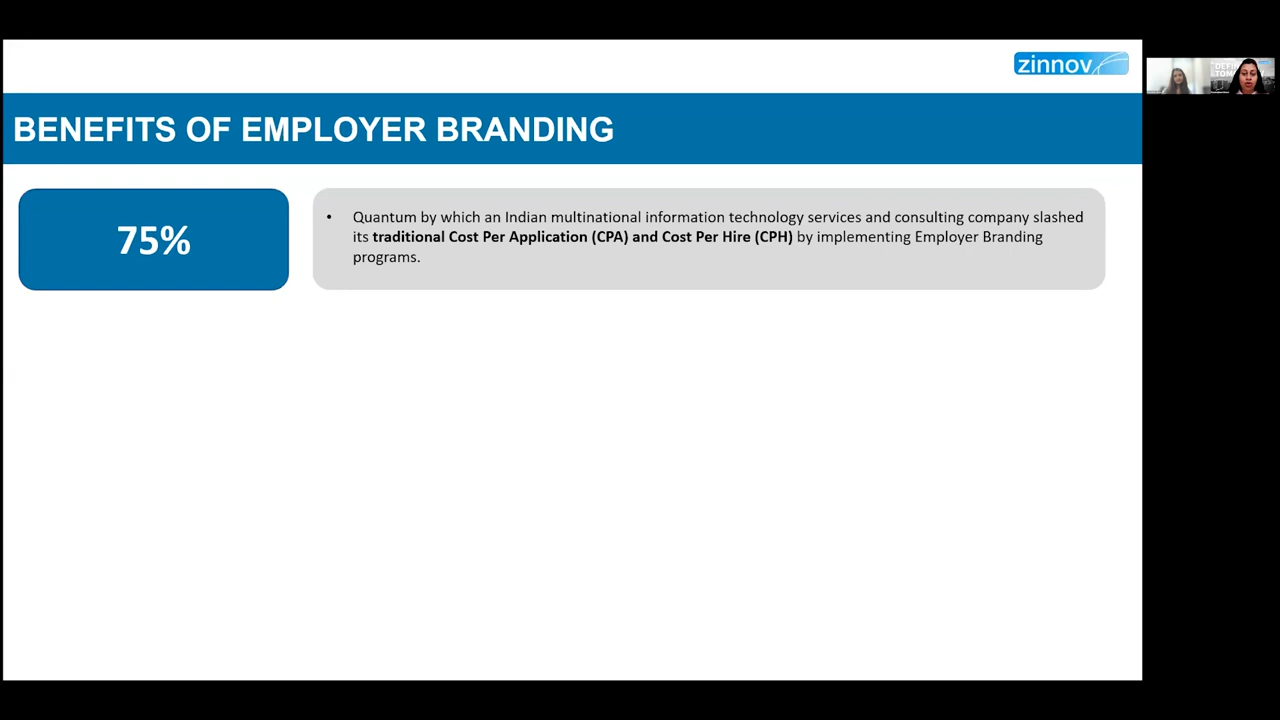 zinnov
BENEFITS OF EMPLOYER BRANDING
75%
• Quantum by which an Indian multinational information technology services and consulting company slashed
its traditional Cost Per Application (CPA) and Cost Per Hire (CPH) by implementing Employer Branding
programs.